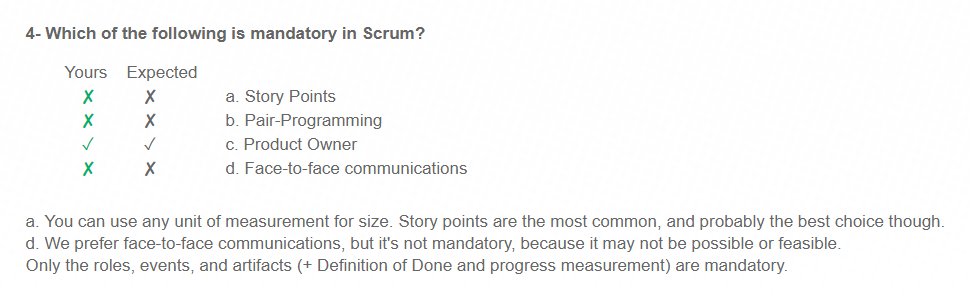 4- Which of the following is mandatory in Scrum?
Yours Expected
✗ ✗ a. Story Points
✗ ✗ b. Pair-Programming
✓ ✓ c. Product Owner
✗ ✗ d. Face-to-face communications
a. You can use any unit of measurement for size. Story points are the most common, and probably the best choice though.
d. We prefer face-to-face communications, but it's not mandatory, because it may not be possible or feasible.
Only the roles, events, and artifacts (+ Definition of Done and progress measurement) are mandatory.